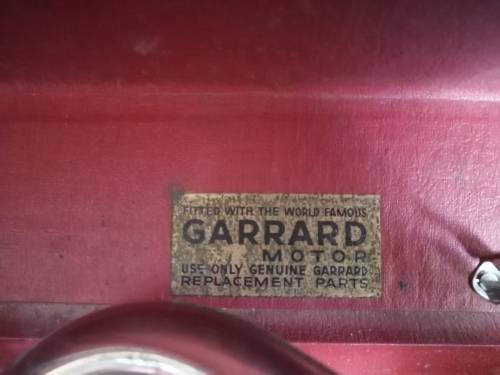 FITTED WITH THE WORLD FAMOUS
GARRARD
MOTOR
USE ONLY GENUINE GARRARD
REPLACEMENT PARTS